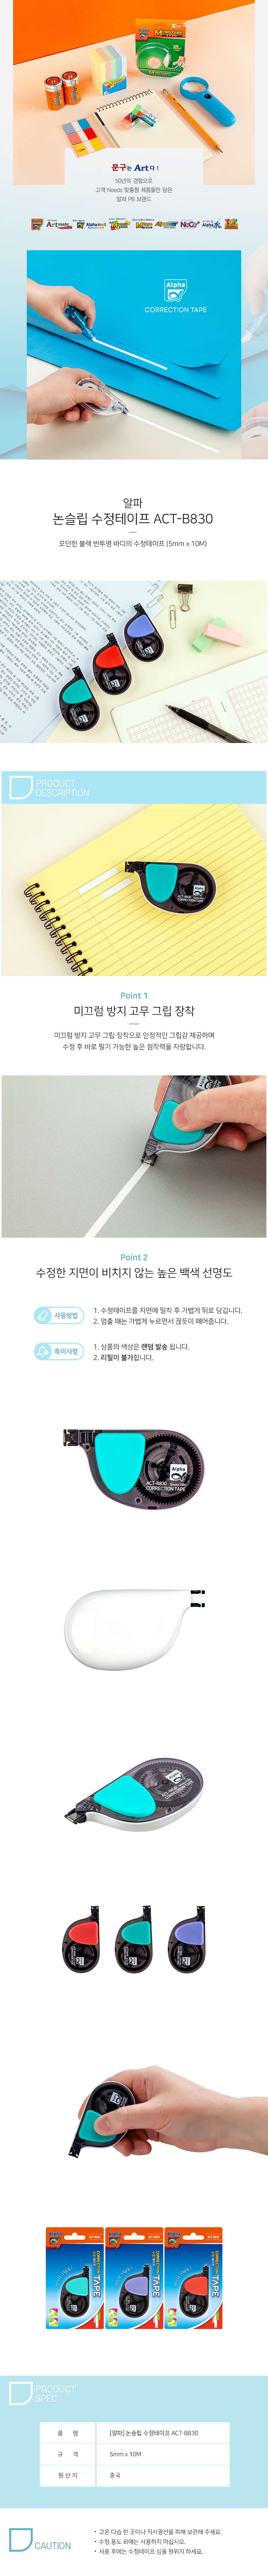 문구는 Art다!
50년의 경험으로
고객 Needs 맞춤형 제품들만 담은
알파 PB 브랜드
Alpha
CORRECTION TAPE
알파
논슬립 수정테이프 ACT-B830
모던한 블랙 반투명 바디의 수정테이프 (5mm x 10M)
PRODUCT
DESCRIPTION
Point 1
미끄럼 방지 고무 그립 장착
미끄럼 방지 고무 그립 장착으로 안정적인 그립감 제공하며
수정 후 바로 필기 가능한 높은 점착력을 자랑합니다.
Point 2
수정한 지면이 비치지 않는 높은 백색 선명도
사용방법
1. 수정테이프를 지면에 밀착 후 가볍게 뒤로 당깁니다.
2. 멈출 때는 가볍게 누르면서 끊듯이 떼어줍니다.
특이사항
1. 상품의 색상은 랜덤 발송 됩니다.
2. 리필이 불가합니다.
Alpha
ACT-B830
CORRECTION TAPE
Alpha
CORRECTION TAPE
Alpha
CORRECTION TAPE
Alpha
CORRECTION TAPE
PRODUCT
SPEC
품 명 [알파] 논슬립 수정테이프 ACT-B830
규 격 5mm x 10M
원 산 지 중국
CAUTION
• 고온 다습 한 곳이나 직사광선을 피해 보관해 주세요.
• 수정 용도 외에는 사용하지 마십시오.
• 사용 후에는 수정테이프 심을 원위치 하세요.